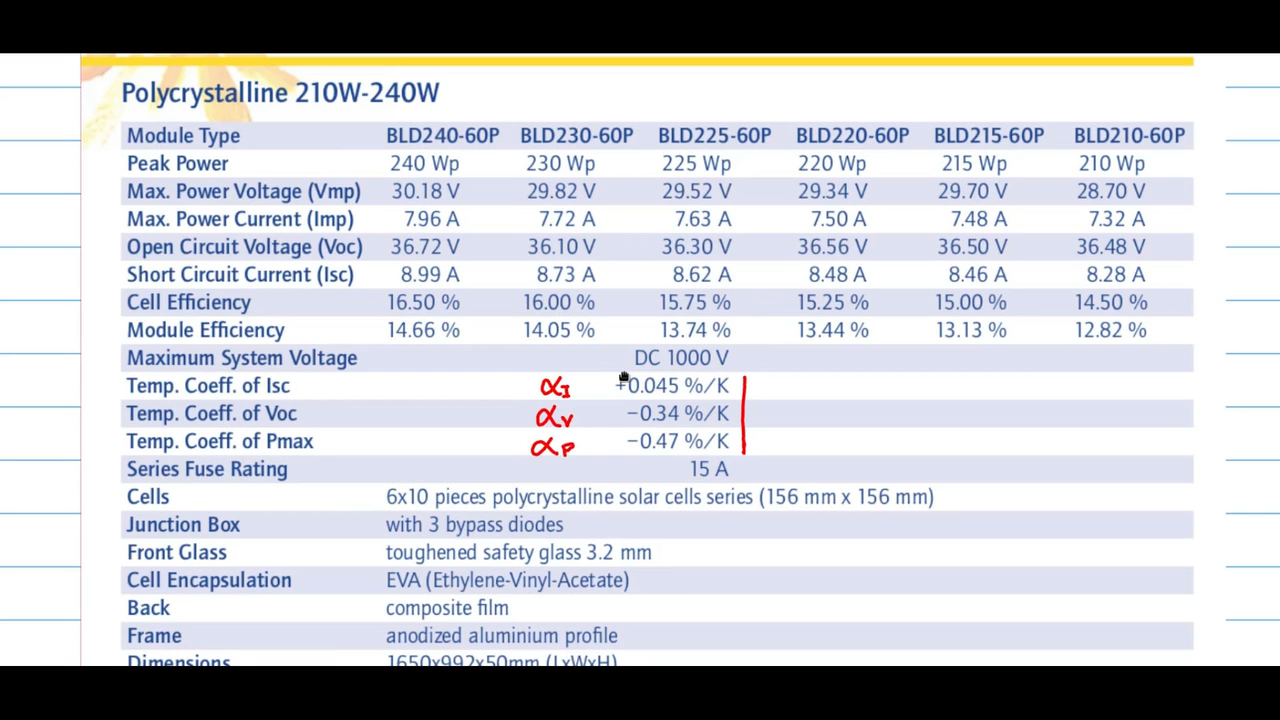 Polycrystalline 210W-240W
Module Type BLD240-60P BLD230-60P BLD225-60P BLD220-60P BLD215-60P BLD210-60P
Peak Power 240 Wp 230 Wp 225 Wp 220 Wp 215 Wp 210 Wp
Max. Power Voltage (Vmp) 30.18 V 29.82 V 29.52 V 29.34 V 29.70 V 28.70 V
Max. Power Current (Imp) 7.96 A 7.72 A 7.63 A 7.50 A 7.48 A 7.32 A
Open Circuit Voltage (Voc) 36.72 V 36.10 V 36.30 V 36.56 V 36.50 V 36.48 V
Short Circuit Current (Isc) 8.99 A 8.73 A 8.62 A 8.48 A 8.46 A 8.28 A
Cell Efficiency 16.50 % 16.00 % 15.75 % 15.25 % 15.00 % 14.50 %
Module Efficiency 14.66 % 14.05 % 13.74 % 13.44 % 13.13 % 12.82 %
Maximum System Voltage DC 1000 V
Temp. Coeff. of Isc αI +0.045 %/K
Temp. Coeff. of Voc αV −0.34 %/K
Temp. Coeff. of Pmax αP −0.47 %/K
Series Fuse Rating 15 A
Cells 6x10 pieces polycrystalline solar cells series (156 mm x 156 mm)
Junction Box with 3 bypass diodes
Front Glass toughened safety glass 3.2 mm
Cell Encapsulation EVA (Ethylene-Vinyl-Acetate)
Back composite film
Frame anodized aluminium profile
Dimensions 1650x992x50mm (LxWxH)